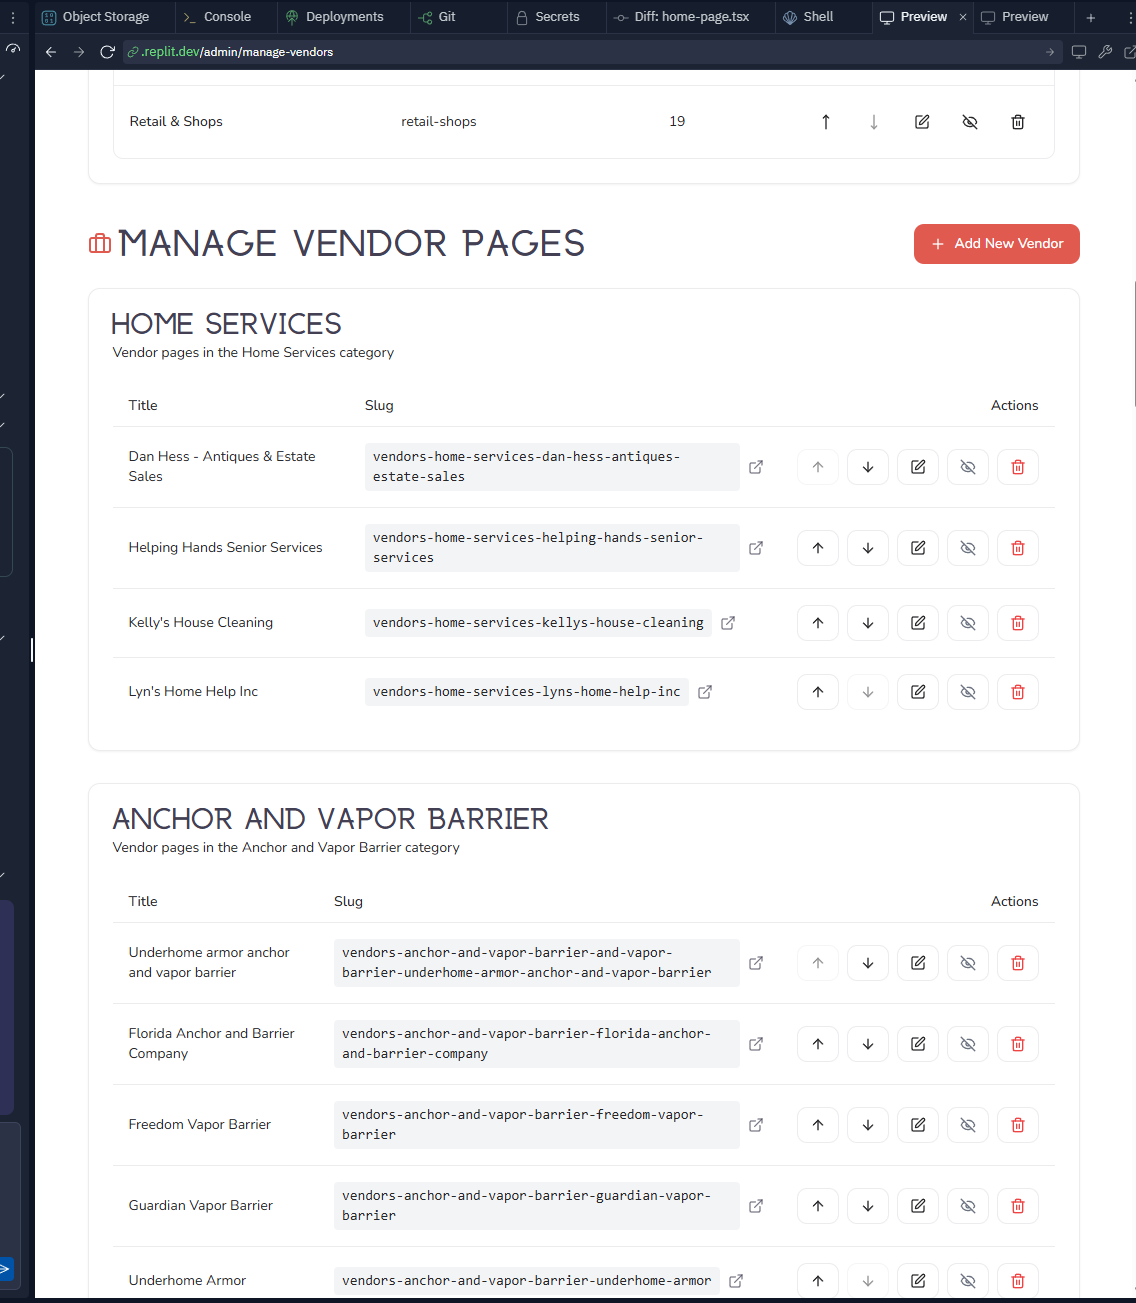 Object Storage
Console
Deployments
Git
Secrets
Diff: home-page.tsx
Shell
Preview
Preview
.replit.dev/admin/manage-vendors
Retail & Shops
retail-shops
19
MANAGE VENDOR PAGES
Add New Vendor
HOME SERVICES
Vendor pages in the Home Services category
Title
Slug
Actions
Dan Hess - Antiques & Estate
Sales
vendors-home-services-dan-hess-antiques-
estate-sales
Helping Hands Senior Services
vendors-home-services-helping-hands-senior-
services
Kelly's House Cleaning
vendors-home-services-kellys-house-cleaning
Lyn's Home Help Inc
vendors-home-services-lyns-home-help-inc
ANCHOR AND VAPOR BARRIER
Vendor pages in the Anchor and Vapor Barrier category
Title
Slug
Actions
Underhome armor anchor
and vapor barrier
vendors-anchor-and-vapor-barrier-and-vapor-
barrier-underhome-armor-anchor-and-vapor-barrier
Florida Anchor and Barrier
Company
vendors-anchor-and-vapor-barrier-florida-anchor-
and-barrier-company
Freedom Vapor Barrier
vendors-anchor-and-vapor-barrier-freedom-vapor-
barrier
Guardian Vapor Barrier
vendors-anchor-and-vapor-barrier-guardian-vapor-
barrier
Underhome Armor
vendors-anchor-and-vapor-barrier-underhome-armor